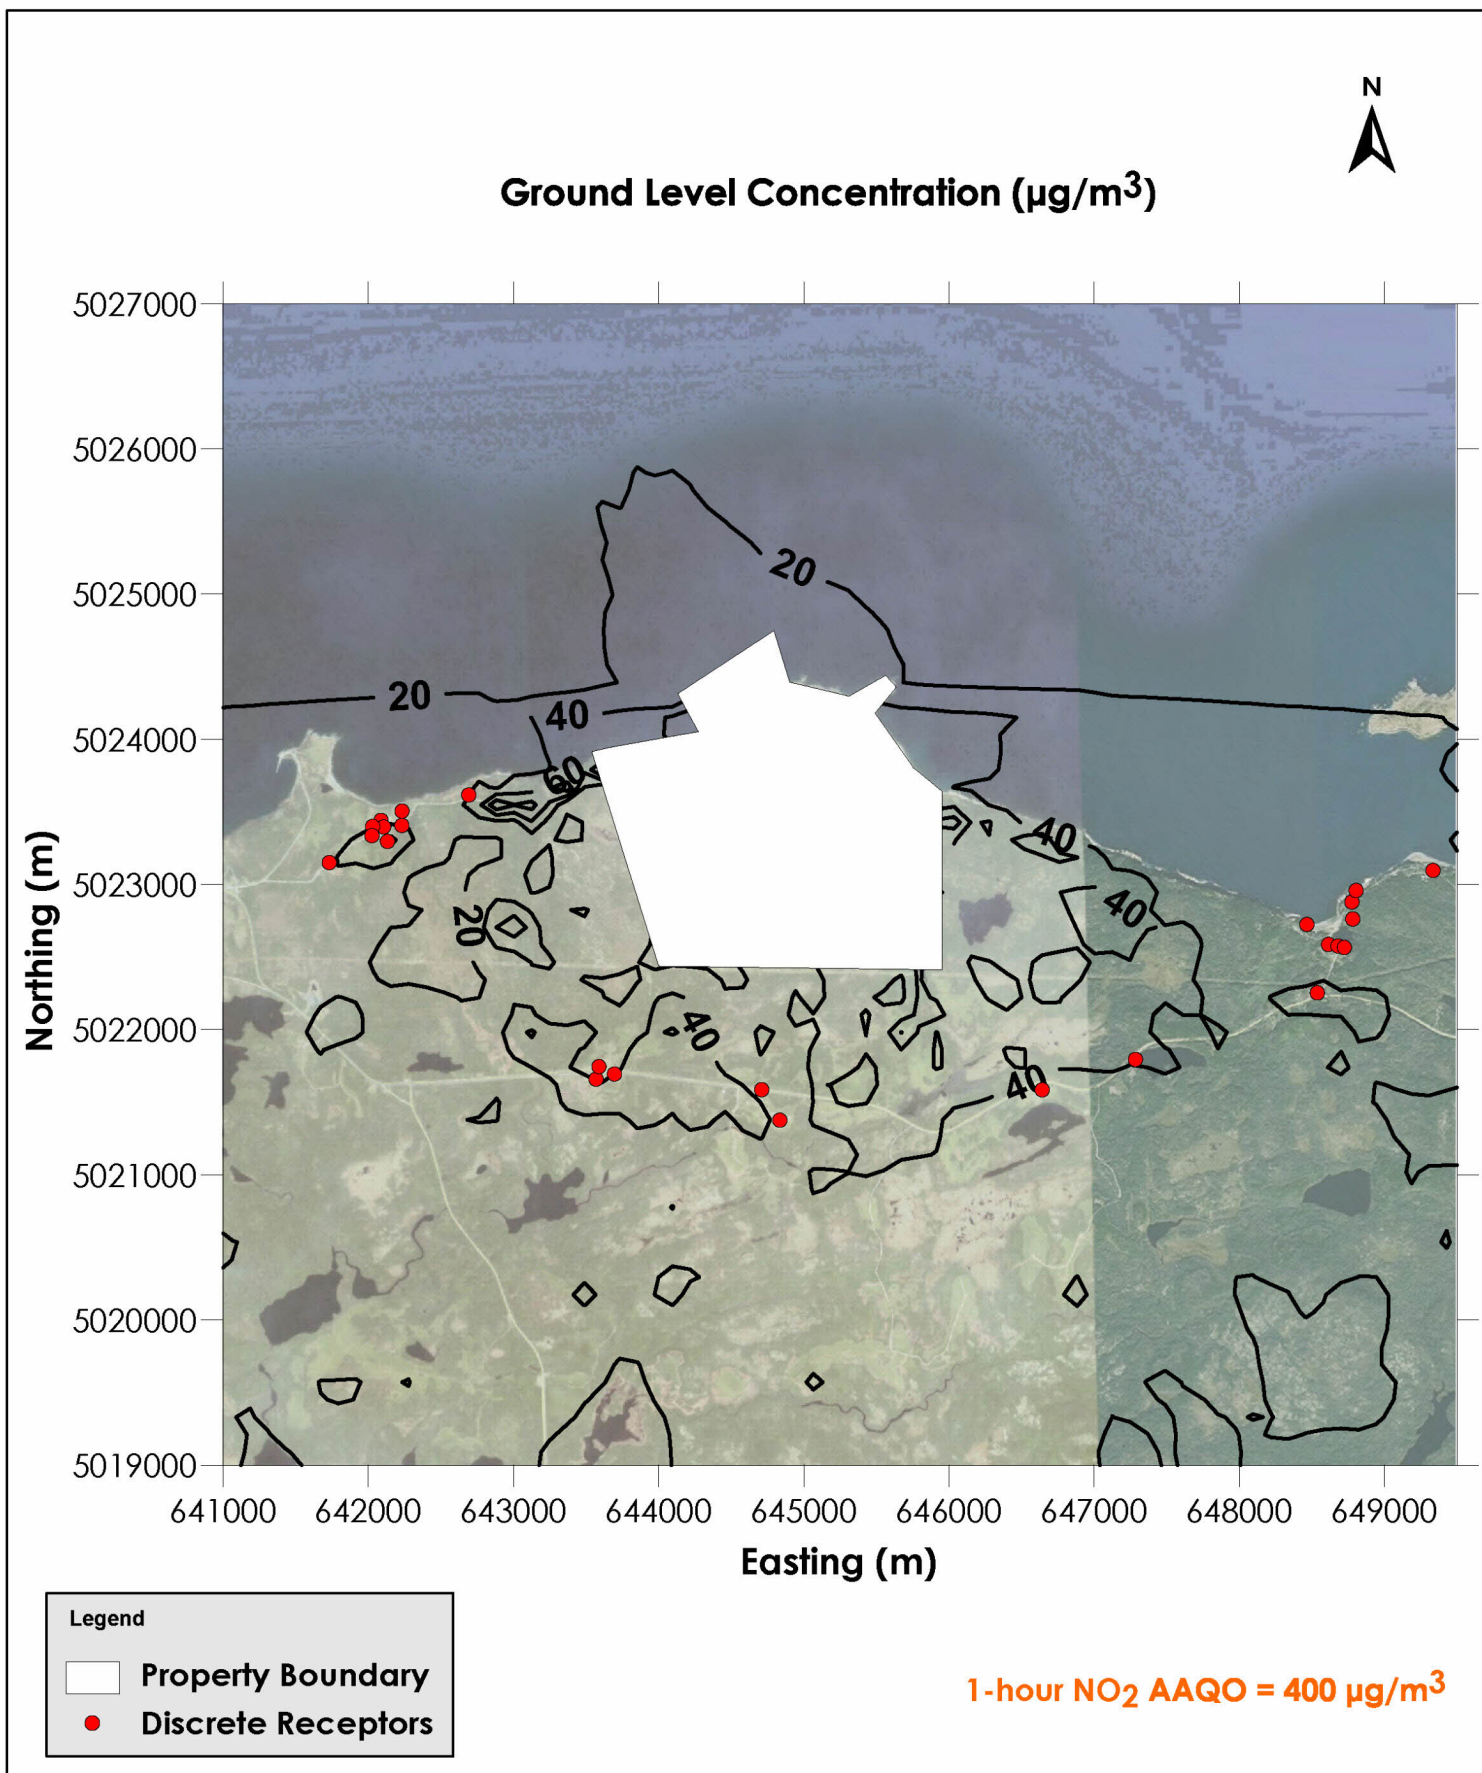 N
Ground Level Concentration (µg/m³)
5027000
5026000
5025000
5024000
5023000
5022000
5021000
5020000
5019000
Northing (m)
20
20
40
60
40
20
40
40
40
641000 642000 643000 644000 645000 646000 647000 648000 649000
Easting (m)
Legend
Property Boundary
Discrete Receptors
1-hour NO₂ AAQO = 400 µg/m³